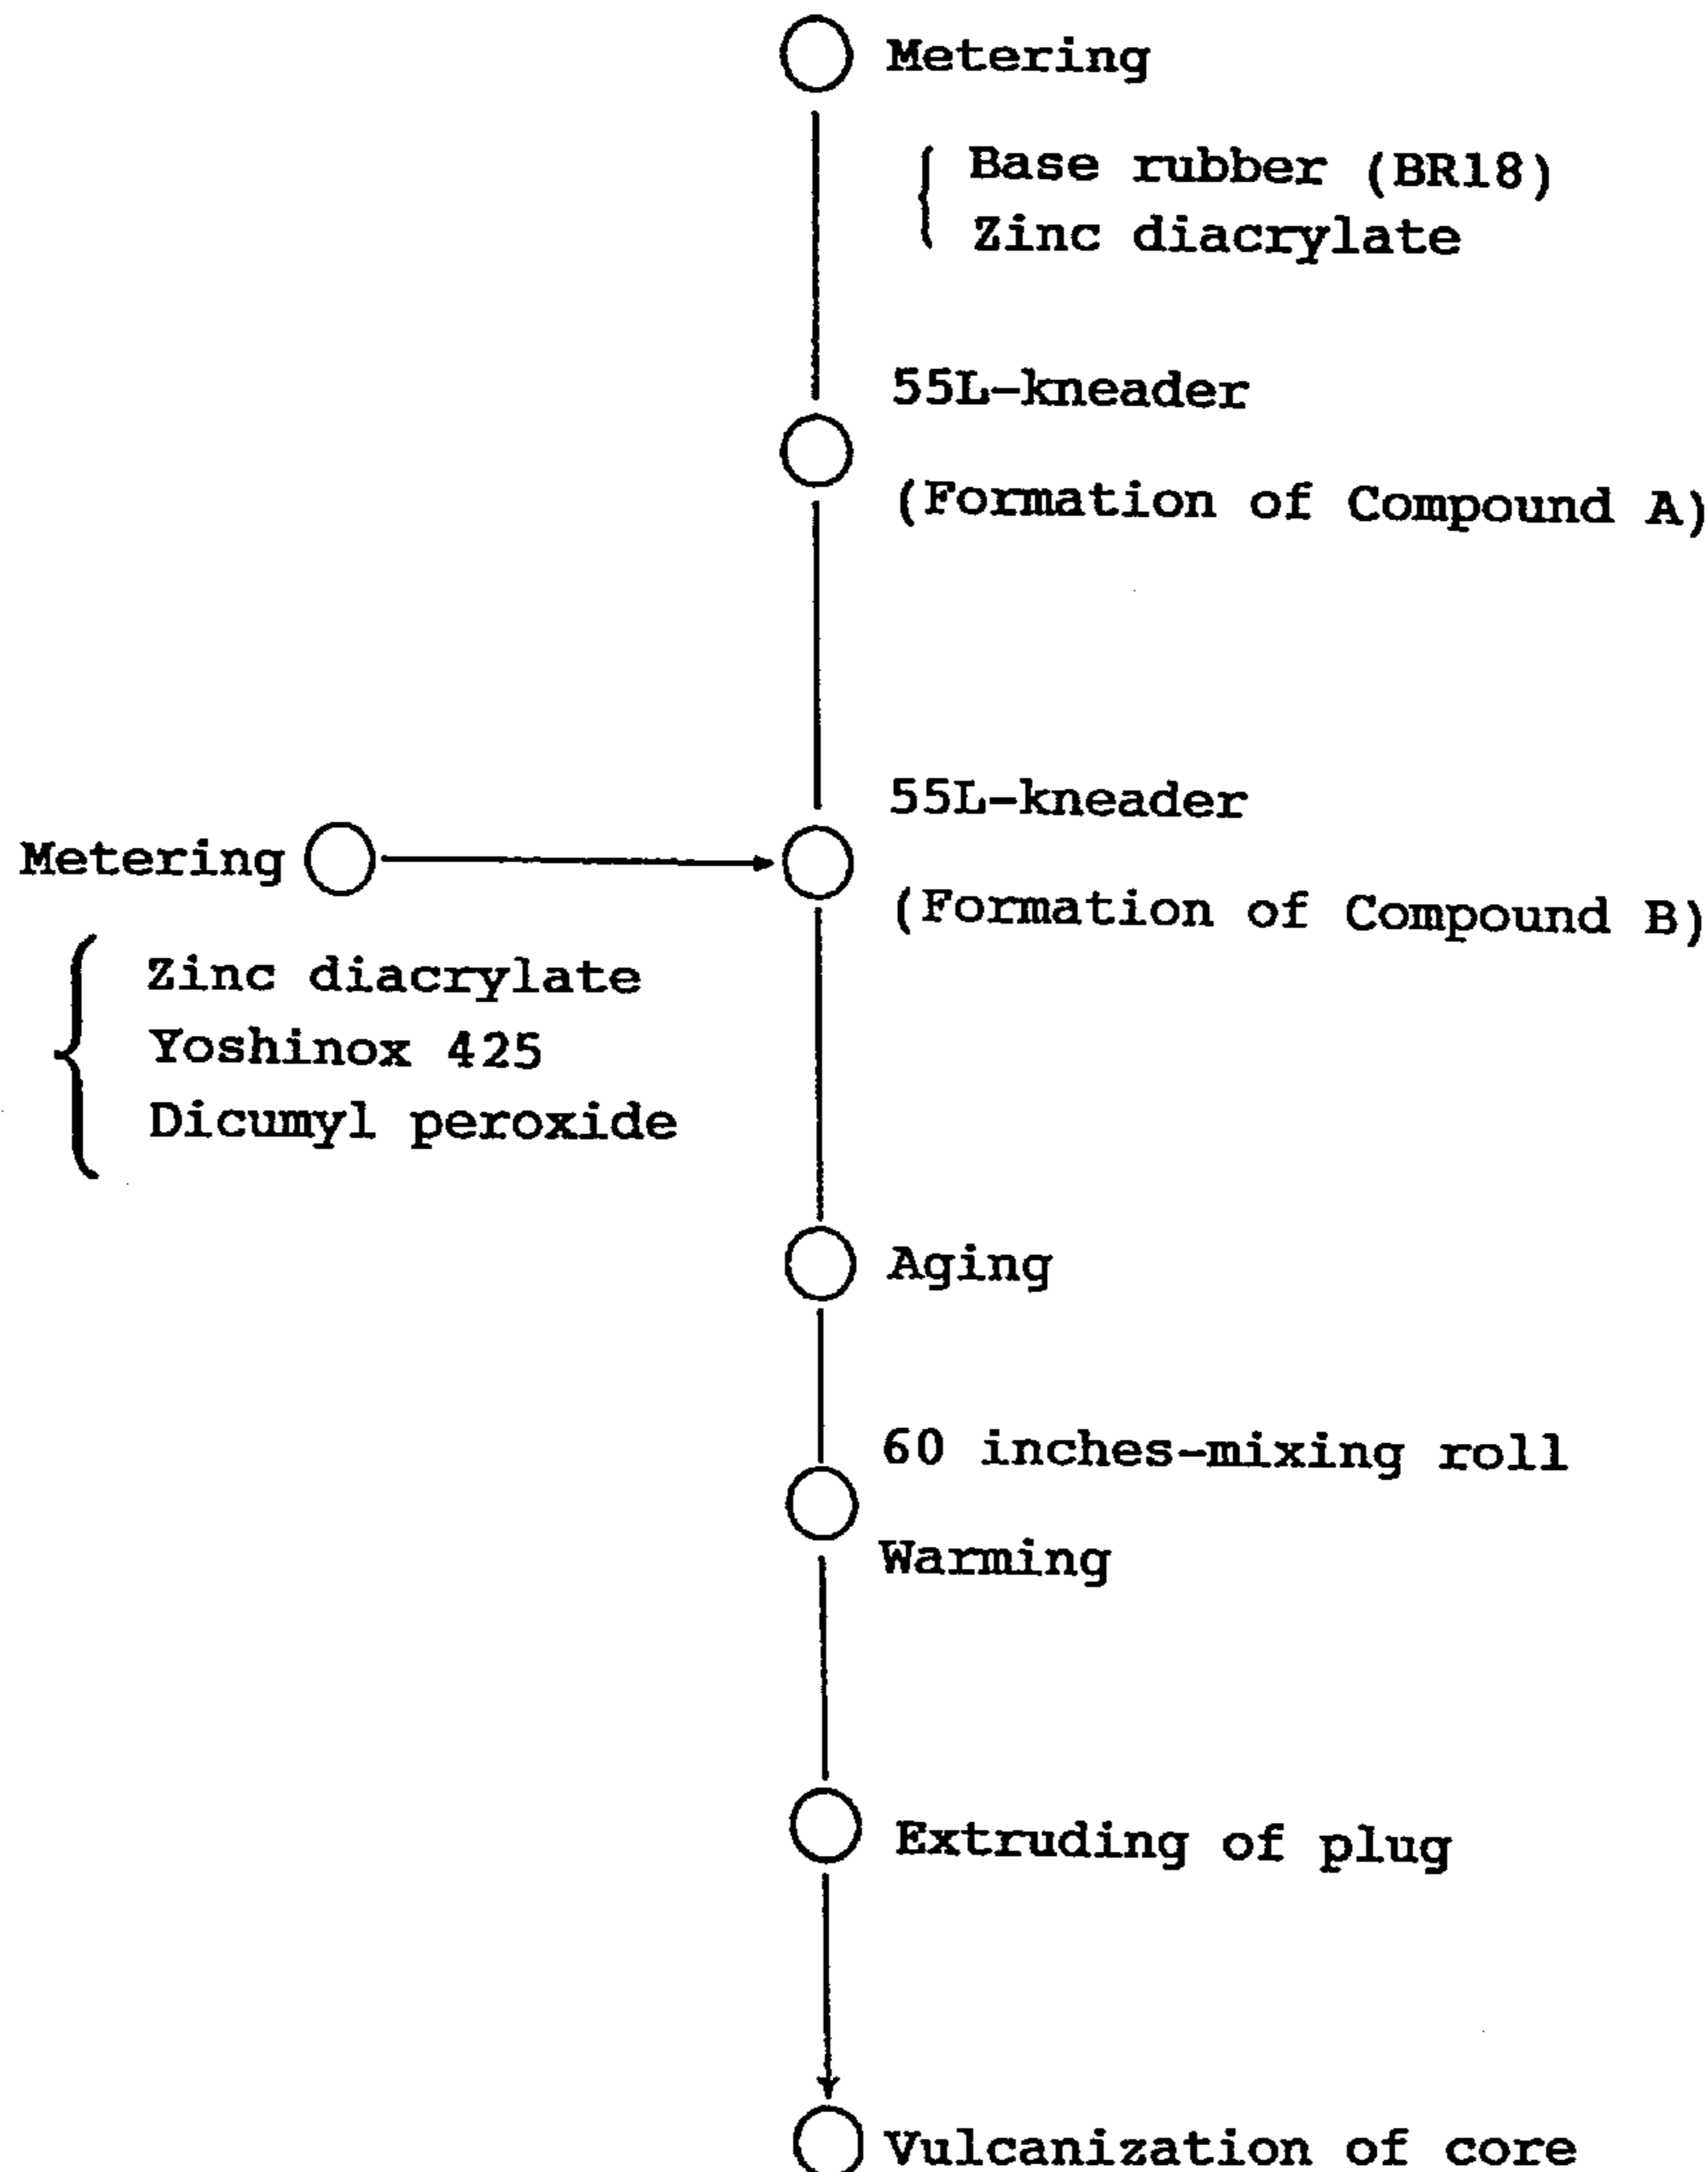 Metering
Base rubber (BR18)
Zinc diacrylate
55L-kneader
(Formation of Compound A)
55L-kneader
Metering
(Formation of Compound B)
Zinc diacrylate
Yoshinox 425
Dicumyl peroxide
Aging
60 inches-mixing roll
Warming
Extruding of plug
Vulcanization of core